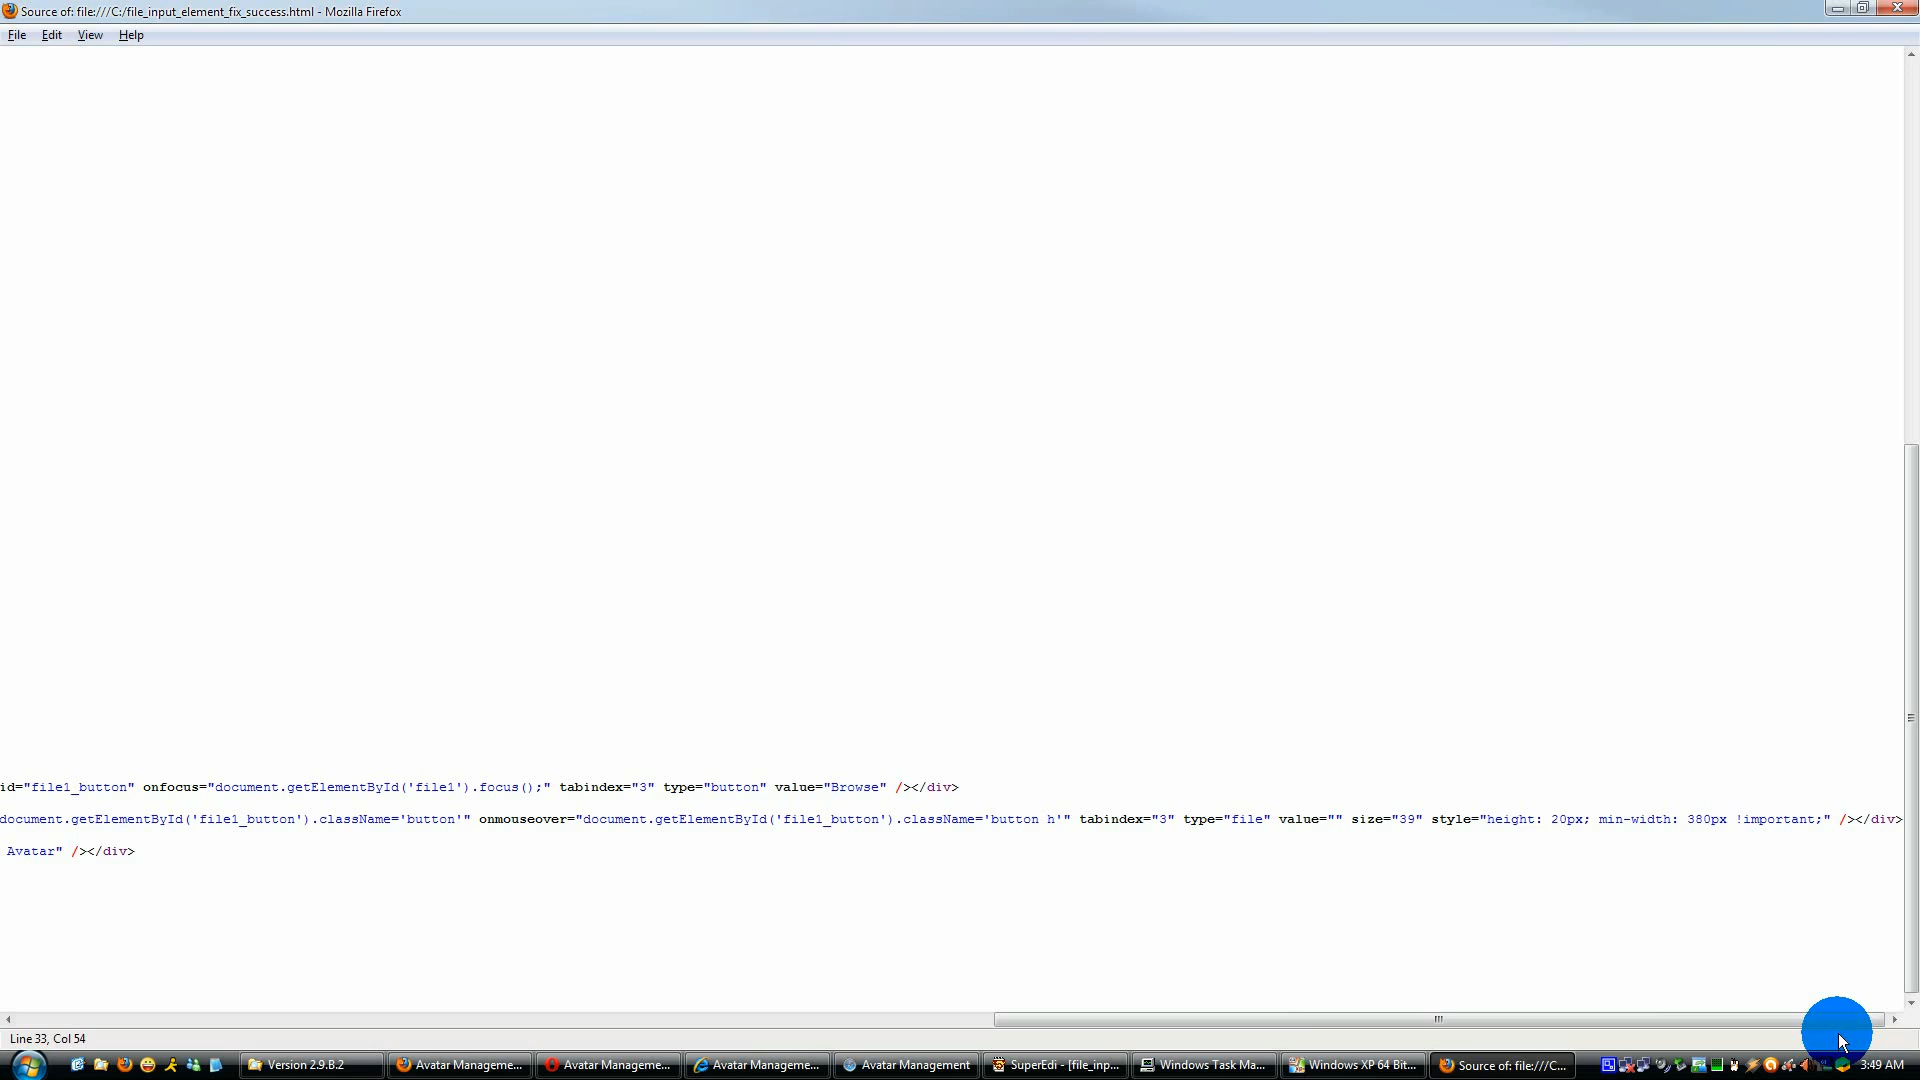 Source of: file:///C:/file_input_element_fix_success.html - Mozilla Firefox
File Edit View Help
id="file1_button" onfocus="document.getElementById('file1').focus();" tabindex="3" type="button" value="Browse" /></div>
document.getElementById('file1_button').className='button'" onmouseover="document.getElementById('file1_button').className='button h'" tabindex="3" type="file" value="" size="39" style="height: 20px; min-width: 380px !important;" /></div>
Avatar" /></div>
Line 33, Col 54
Version 2.9.B.2 Avatar Manageme... Avatar Manageme... Avatar Manageme... Avatar Management SuperEdi - [file_inp... Windows Task Ma... Windows XP 64 Bit... Source of: file:///C... 3:49 AM